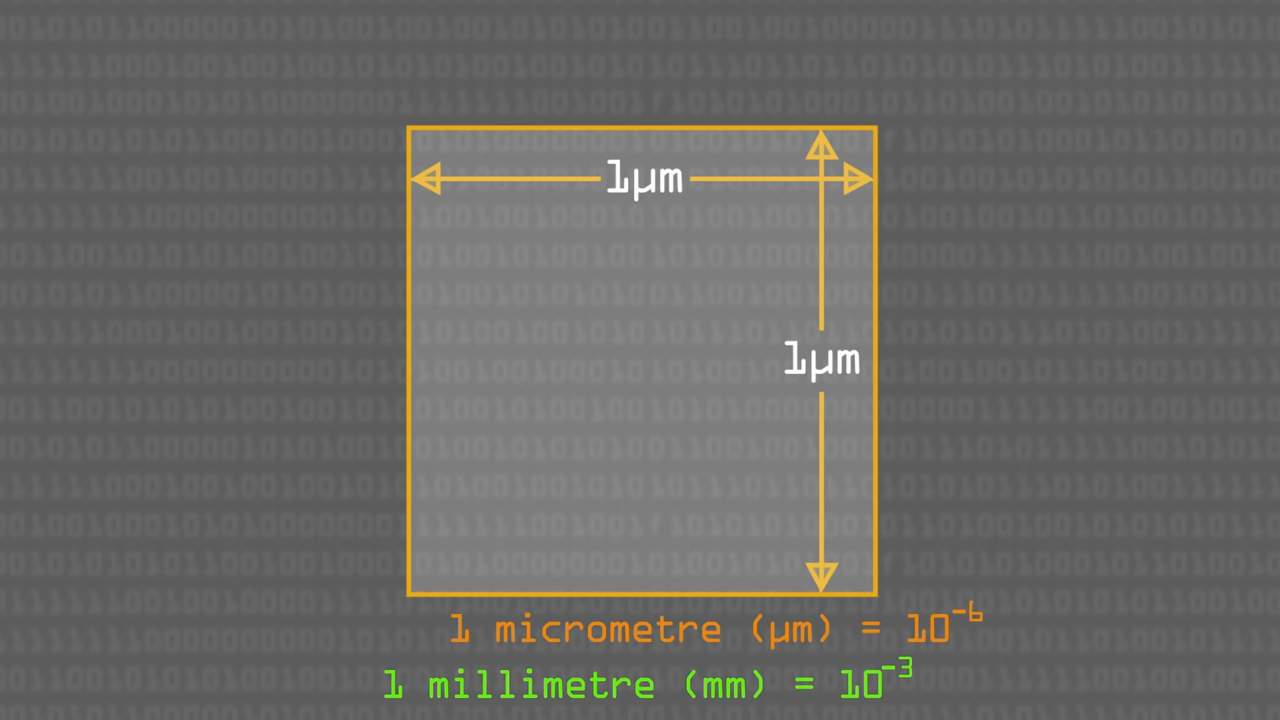 1µm
1µm
1 micrometre (µm) = 10⁻⁶
1 millimetre (mm) = 10⁻³